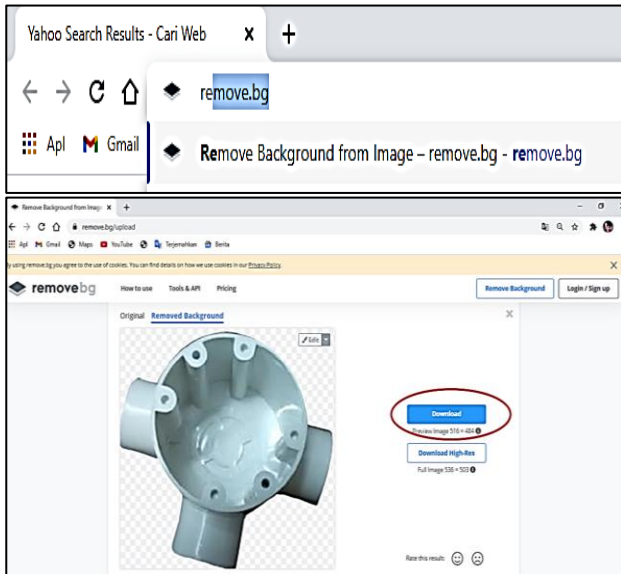 Yahoo Search Results - Cari Web x +
remove.bg
Apl Gmail
Remove Background from Image – remove.bg - remove.bg
Remove Background from Imag x +
remove.bg/upload
Apl Gmail Maps YouTube Terjemahkan Berita
By using remove.bg you agree to the use of cookies. You can find details on how we use cookies in our Privacy Policy. X
removebg How to use Tools & API Pricing Remove Background Login / Sign up
Original Removed Background
Edit
Download
Preview Image 516 × 484
Download High-Res
Full Image 536 × 503
Rate this result: